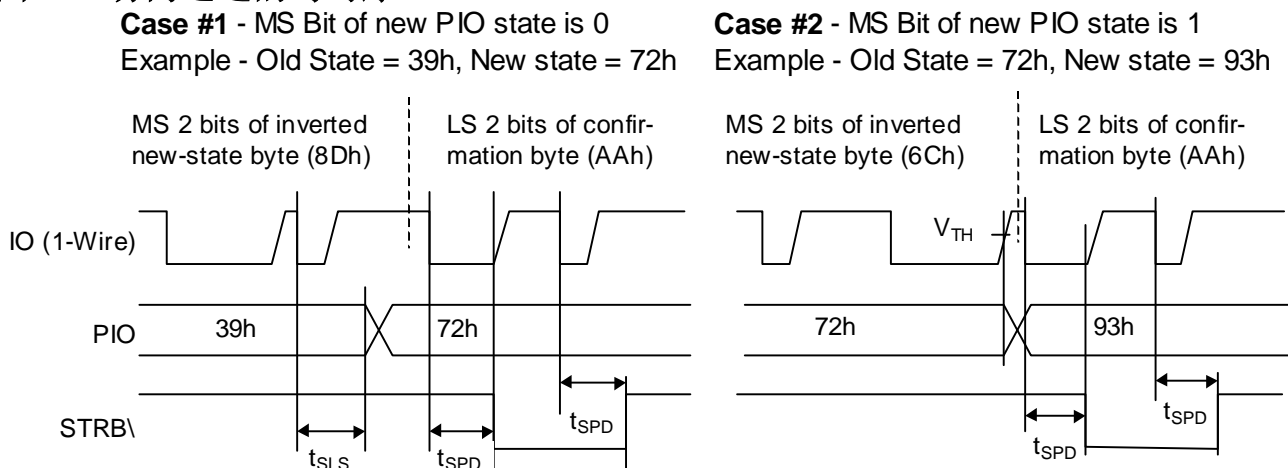 Case #1 - MS Bit of new PIO state is 0
Example - Old State = 39h, New state = 72h
Case #2 - MS Bit of new PIO state is 1
Example - Old State = 72h, New state = 93h
MS 2 bits of inverted
new-state byte (8Dh)
LS 2 bits of confir-
mation byte (AAh)
MS 2 bits of inverted
new-state byte (6Ch)
LS 2 bits of confir-
mation byte (AAh)
IO (1-Wire)
VTH
PIO
39h
72h
72h
93h
STRB\
tSLS
tSPD
tSPD
tSPD
tSPD